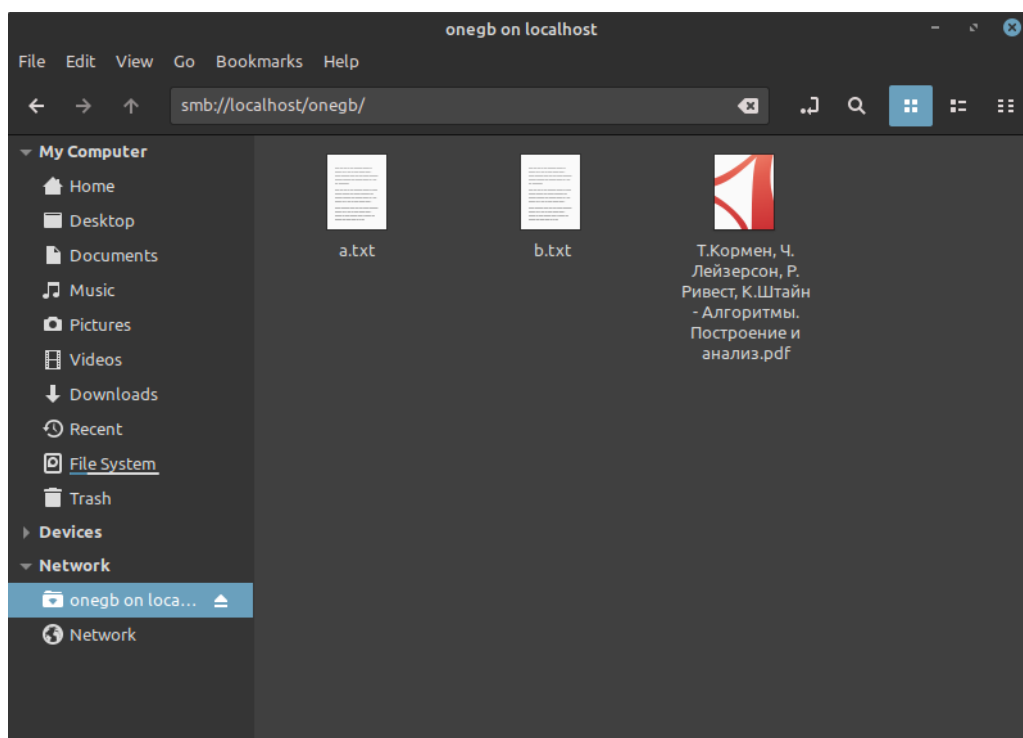 onegb on localhost
File Edit View Go Bookmarks Help
smb://localhost/onegb/
My Computer
Home
Desktop
Documents
Music
Pictures
Videos
Downloads
Recent
File System
Trash
Devices
Network
onegb on loca...
Network
a.txt
b.txt
Т.Кормен, Ч.
Лейзерсон, Р.
Ривест, К.Штайн
- Алгоритмы.
Построение и
анализ.pdf